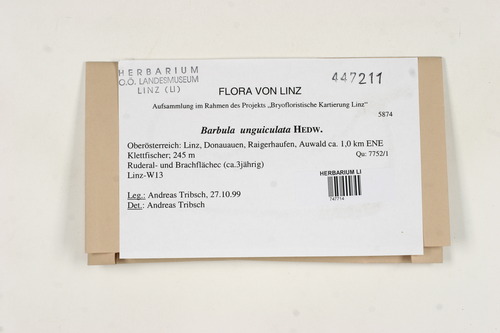 HERBARIUM
O.Ö. LANDESMUSEUM
LINZ (LI)
447211
FLORA VON LINZ
Aufsammlung im Rahmen des Projekts „Bryofloristische Kartierung Linz“
5874
Barbula unguiculata HEDW.
Oberösterreich: Linz, Donauauen, Raigerhaufen, Auwald ca. 1,0 km ENE
Klettfischer; 245 m
Qu: 7752/1
Ruderal- und Brachflächec (ca.3jährig)
Linz-W13
HERBARIUM LI
747714
Leg.: Andreas Tribsch, 27.10.99
Det.: Andreas Tribsch